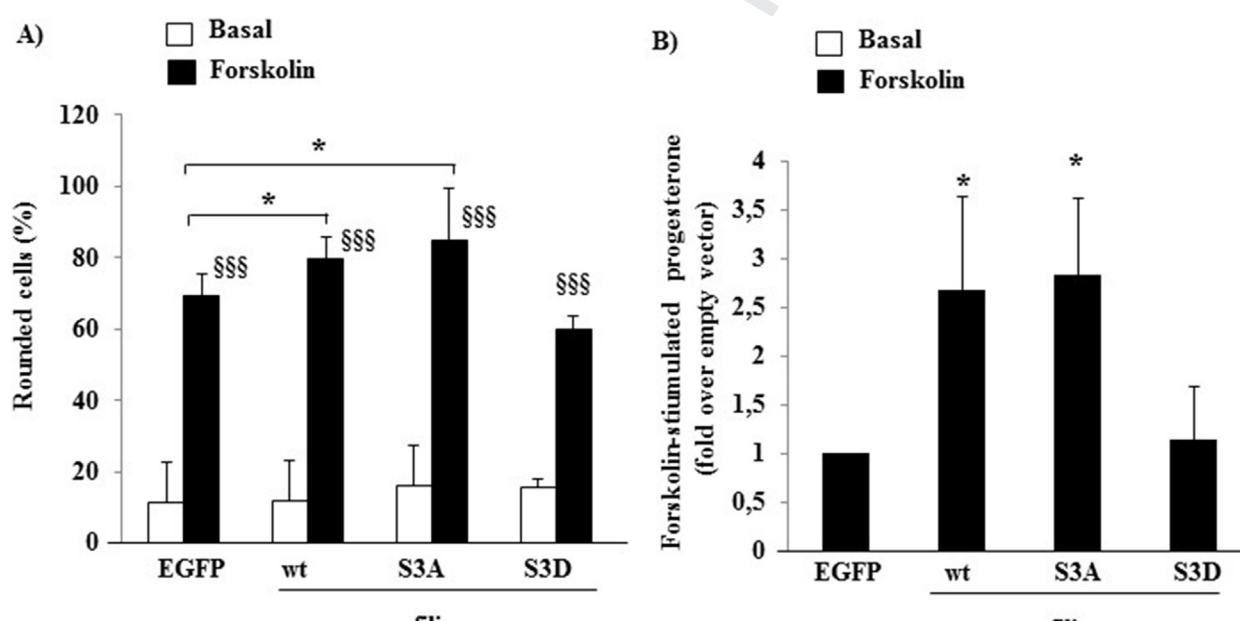 A)
Basal
Forskolin
Rounded cells (%)
120
100
80
60
40
20
0
*
*
§§§
§§§
§§§
§§§
EGFP wt S3A S3D
B)
Basal
Forskolin
Forskolin-stiumulated progesterone
(fold over empty vector)
4
3,5
3
2,5
2
1,5
1
0,5
0
*
*
EGFP wt S3A S3D